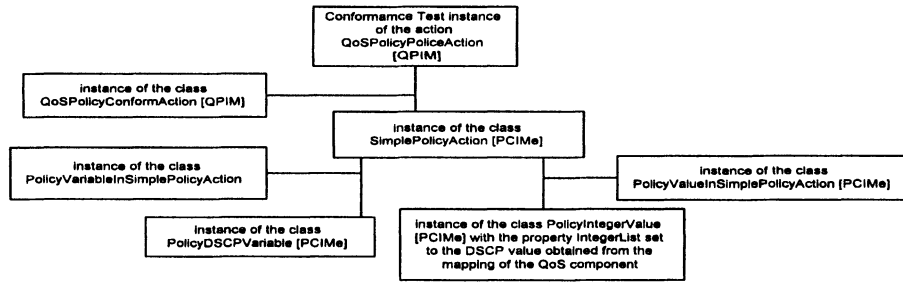 Conformamce Test instance
of the action
QoSPolicyPoliceAction
[QPIM]
instance of the class
QoSPolicyConformAction [QPIM]
instance of the class
SimplePolicyAction [PCIMe]
instance of the class
PolicyVariableInSimplePolicyAction
instance of the class
PolicyValueInSimplePolicyAction [PCIMe]
instance of the class
PolicyDSCPVariable [PCIMe]
instance of the class PolicyIntegerValue
[PCIMe] with the property IntegerList set
to the DSCP value obtained from the
mapping of the QoS component